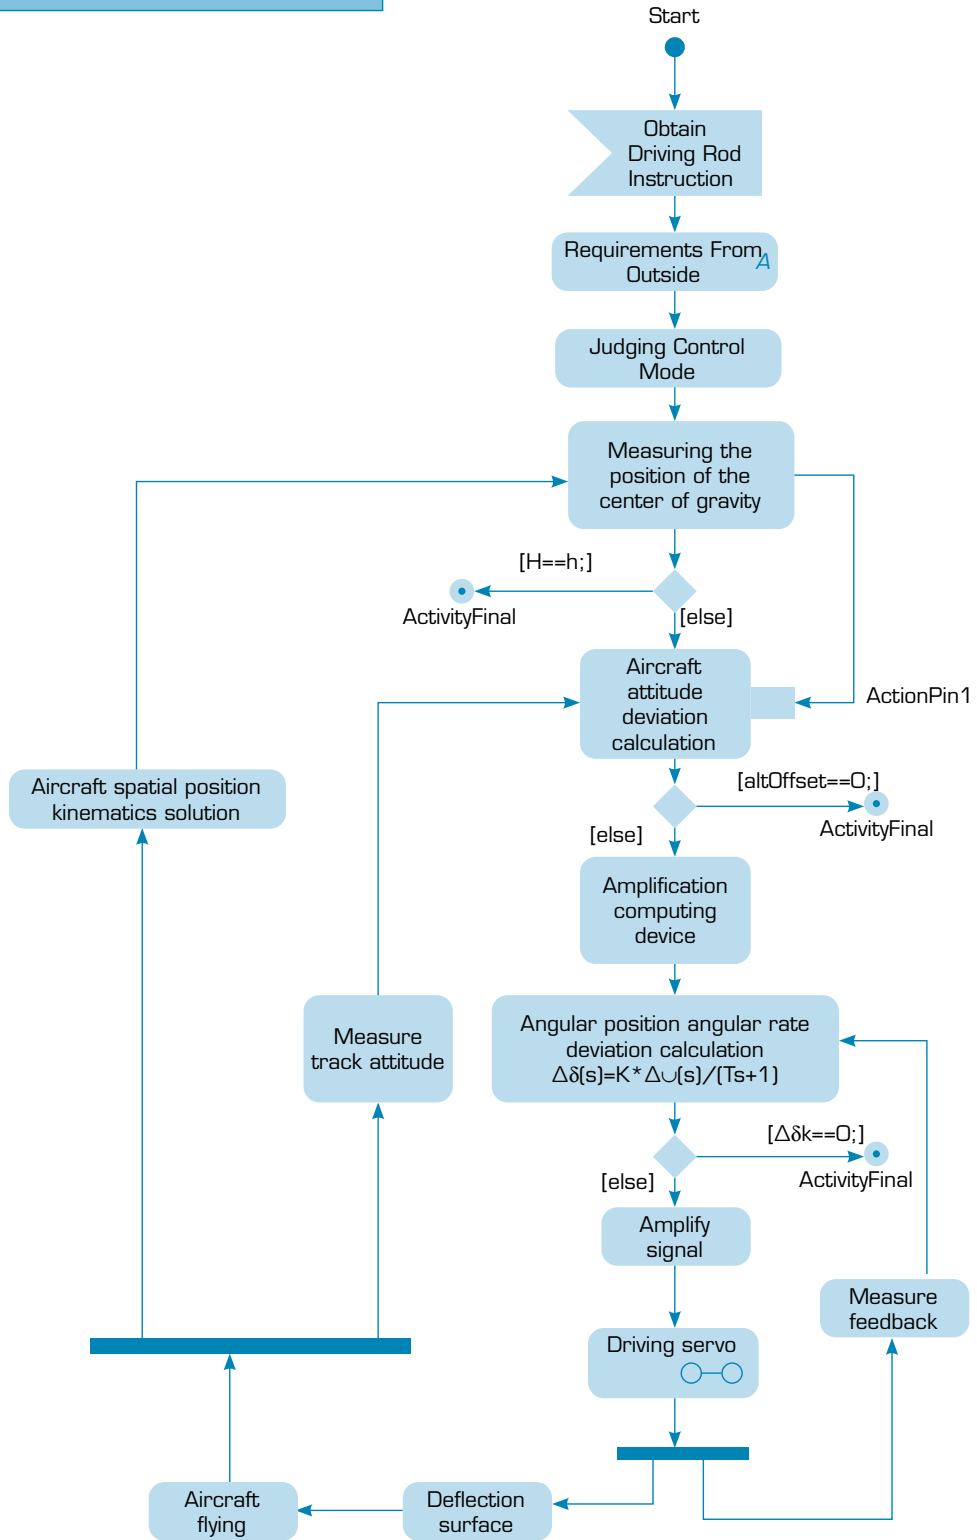 Start
Obtain
Driving Rod
Instruction
Requirements From
Outside
A
Judging Control
Mode
Measuring the
position of the
center of gravity
[H==h;]
ActivityFinal
[else]
Aircraft
attitude
deviation
calculation
ActionPin1
Aircraft spatial position
kinematics solution
[altOffset==0;]
ActivityFinal
[else]
Amplification
computing
device
Measure
track attitude
Angular position angular rate
deviation calculation
Δδ(s)=K*Δ∪(s)/(Ts+1)
[Δδk==0;]
ActivityFinal
[else]
Amplify
signal
Measure
feedback
Driving servo
Aircraft
flying
Deflection
surface